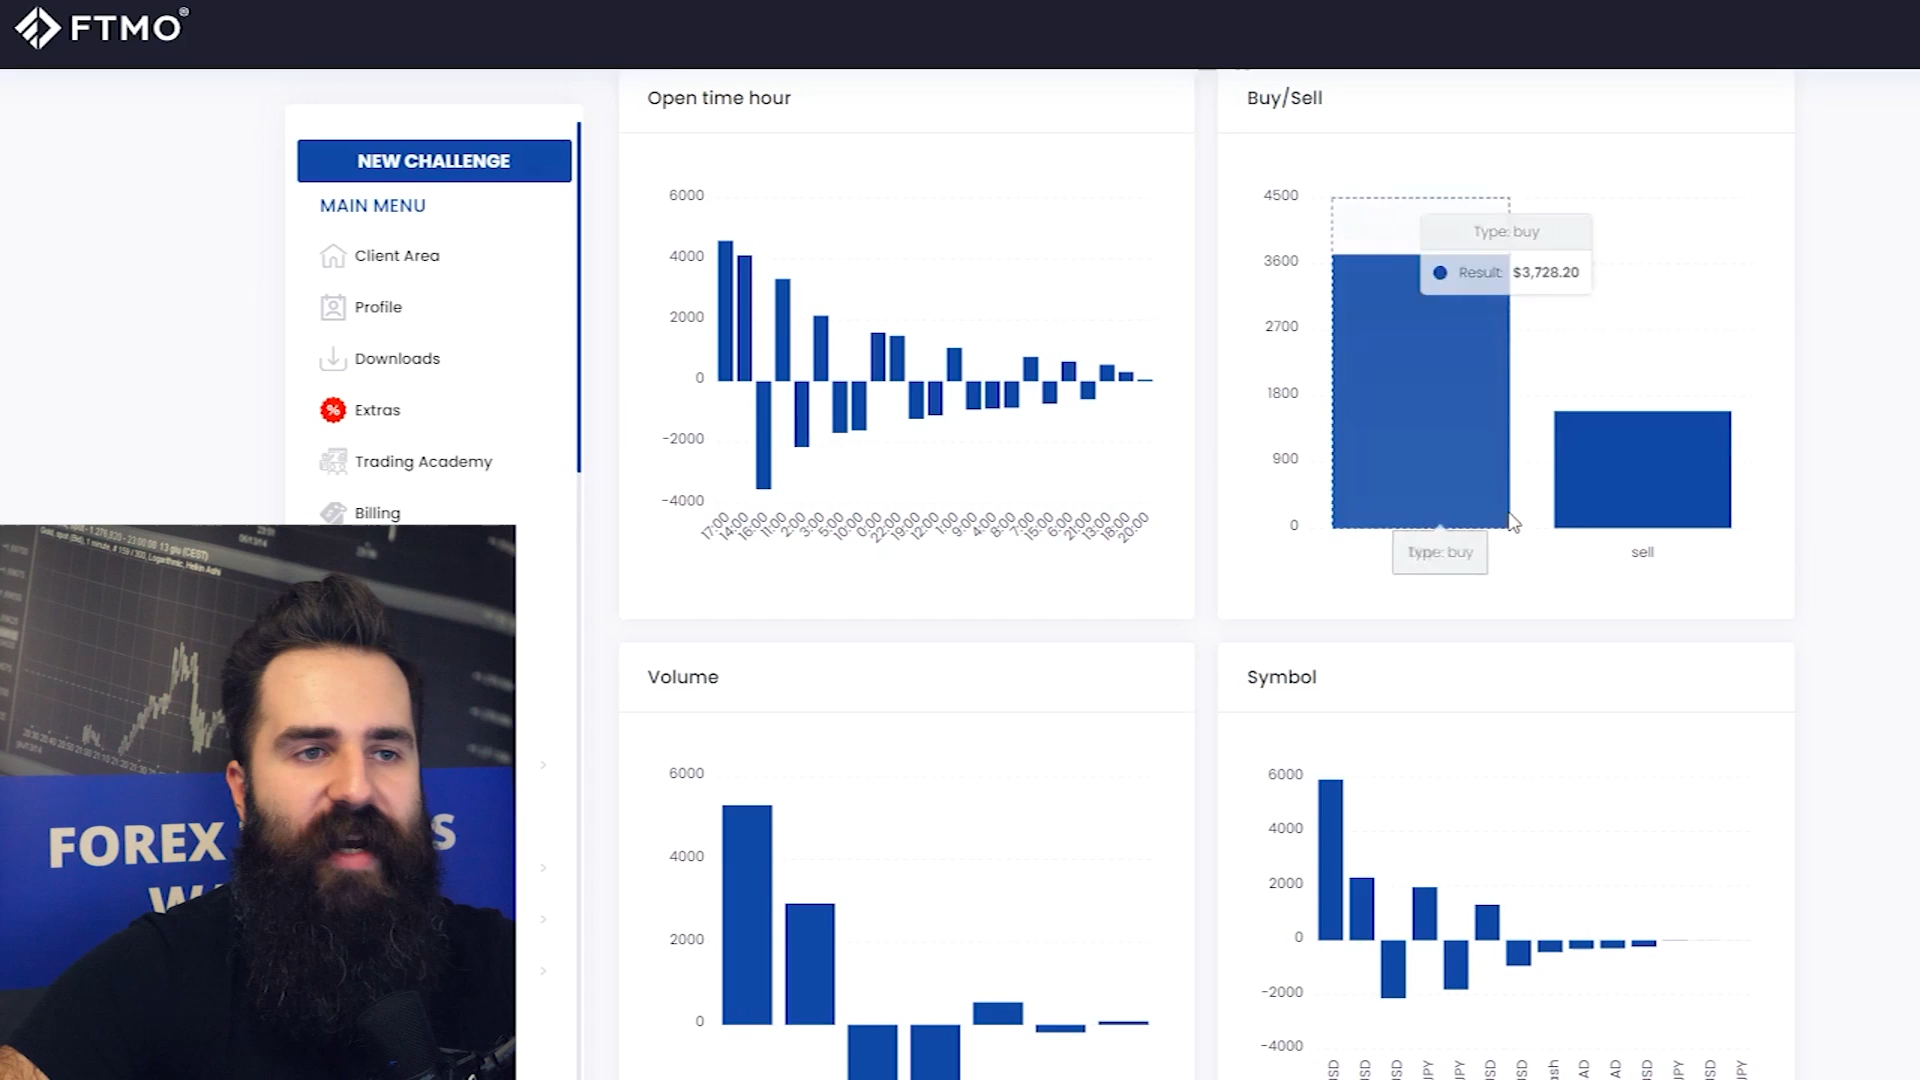 FTMO®
NEW CHALLENGE
MAIN MENU
Client Area
Profile
Downloads
% Extras
Trading Academy
Billing
Open time hour
6000
4000
2000
0
-2000
-4000
17:00 14:00 16:00 11:00 2:00 3:00 5:00 10:00 0:00 22:00 19:00 12:00 1:00 9:00 4:00 8:00 7:00 15:00 6:00 21:00 13:00 18:00 20:00
Buy/Sell
4500
3600
2700
1800
900
0
Type: buy
Result: $3,728.20
Type: buy
sell
Volume
6000
4000
2000
0
Symbol
6000
4000
2000
0
-2000
-4000
FOREX